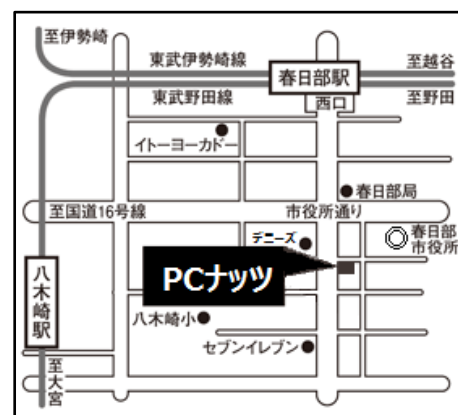 至伊勢崎
東武伊勢崎線
春日部駅
至越谷
東武野田線
西口
至野田
イトーヨーカドー
春日部局
至国道16号線
市役所通り
デニーズ
春日部
市役所
PCナッツ
八木崎駅
八木崎小
セブンイレブン
至大宮